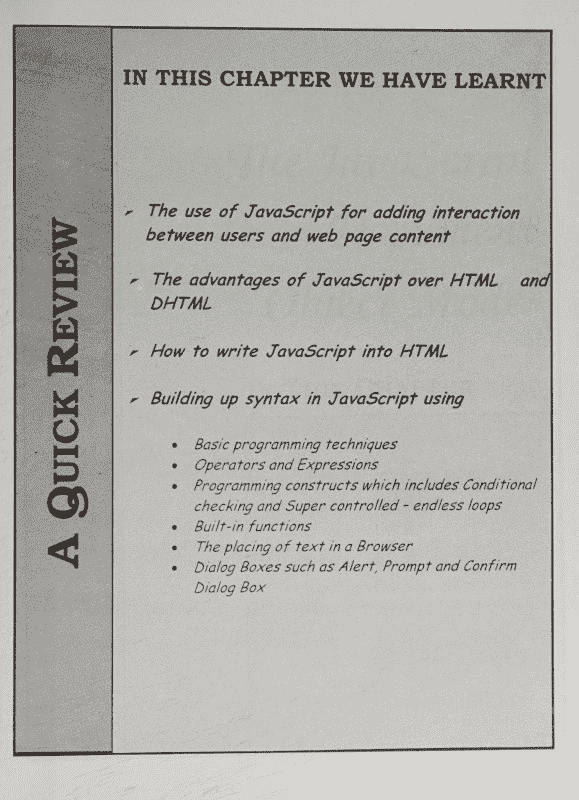 A QUICK REVIEW
IN THIS CHAPTER WE HAVE LEARNT
➢ The use of JavaScript for adding interaction
between users and web page content
➢ The advantages of JavaScript over HTML and
DHTML
➢ How to write JavaScript into HTML
➢ Building up syntax in JavaScript using
• Basic programming techniques
• Operators and Expressions
• Programming constructs which includes Conditional
checking and Super controlled - endless loops
• Built-in functions
• The placing of text in a Browser
• Dialog Boxes such as Alert, Prompt and Confirm
Dialog Box